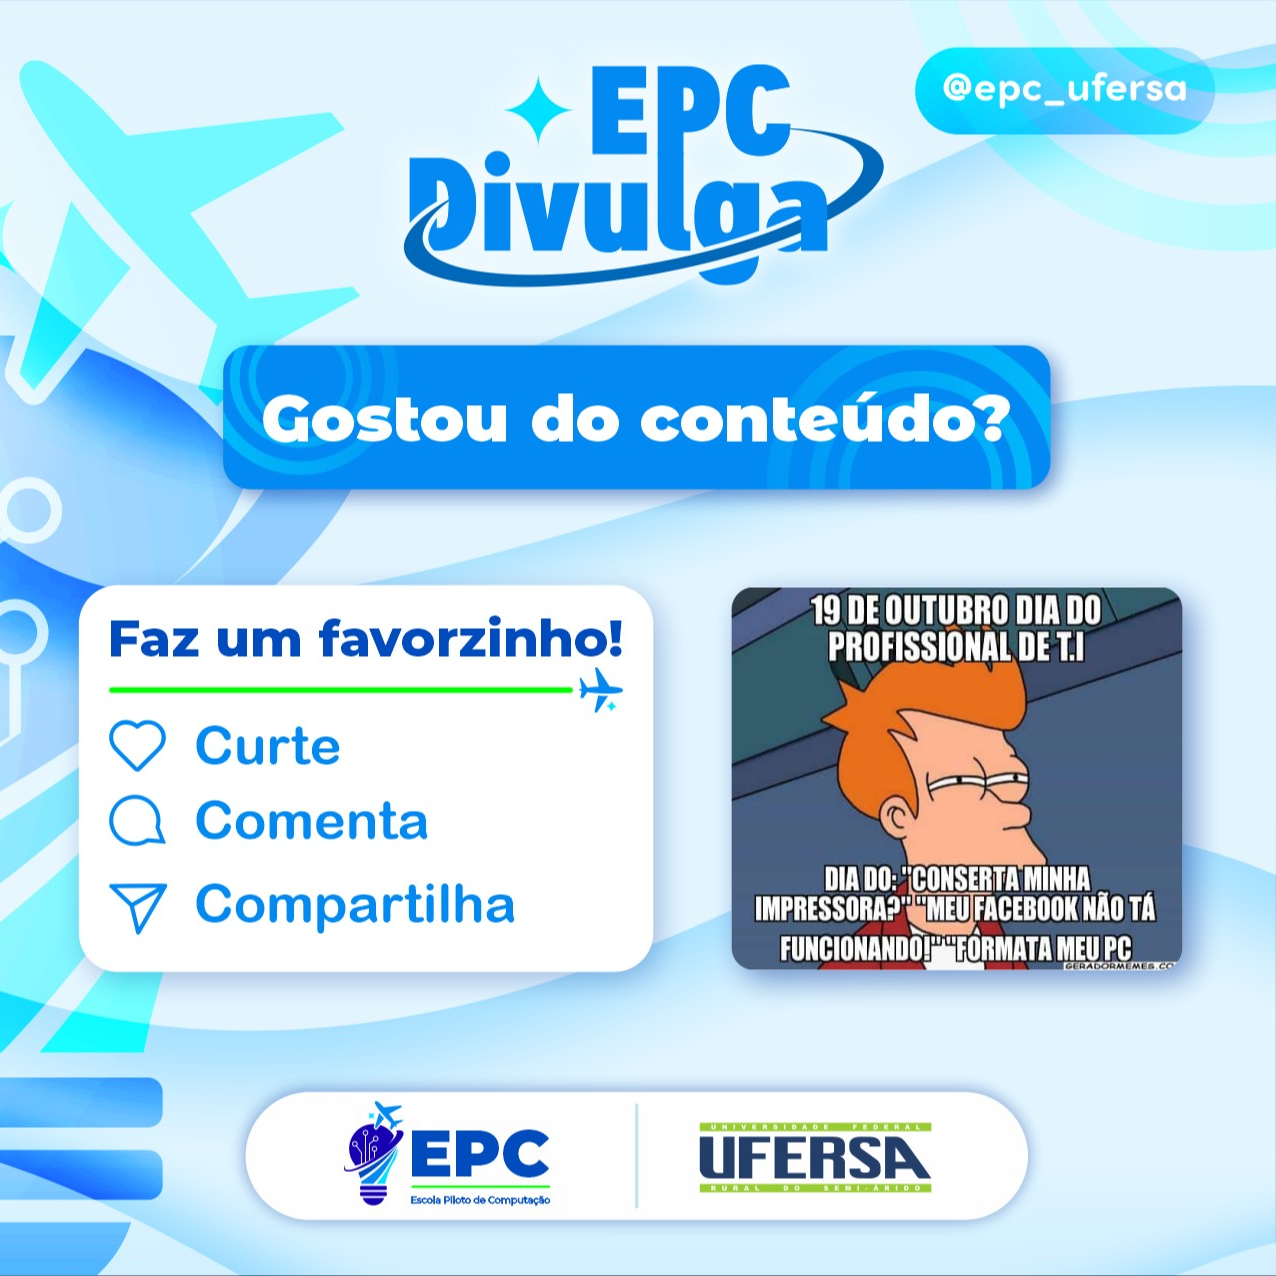 EPC
Divulga
@epc_ufersa
Gostou do conteúdo?
Faz um favorzinho!
Curte
Comenta
Compartilha
19 DE OUTUBRO DIA DO
PROFISSIONAL DE T.I
DIA DO: "CONSERTA MINHA
IMPRESSORA?" "MEU FACEBOOK NÃO TÁ
FUNCIONANDO!" "FORMATA MEU PC
GERADORMEMES.CO
EPC
Escola Piloto de Computação
UNIVERSIDADE FEDERAL
UFERSA
RURAL DO SEMI-ÁRIDO